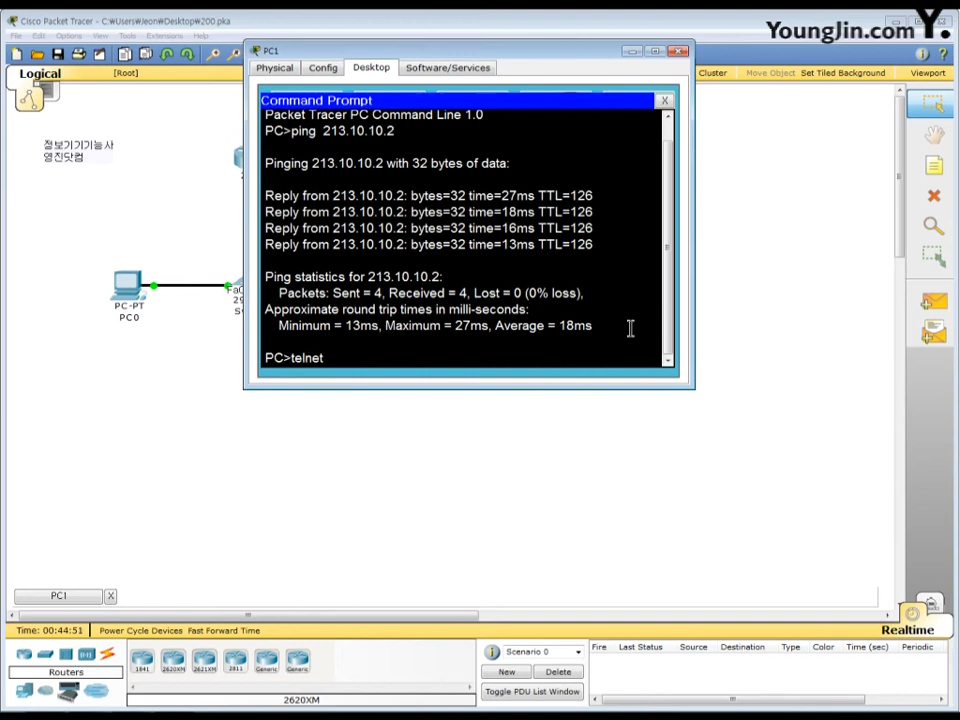 Cisco Packet Tracer - C:\Users\Jeon\Desktop\200.pka
YoungJin.com Y.
File Edit Options View Tools Extensions Help
PC1
Logical
[Root]
Cluster
Move Object
Set Tiled Background
Viewport
Physical
Config
Desktop
Software/Services
Command Prompt
X
Packet Tracer PC Command Line 1.0
PC>ping 213.10.10.2
Pinging 213.10.10.2 with 32 bytes of data:
Reply from 213.10.10.2: bytes=32 time=27ms TTL=126
Reply from 213.10.10.2: bytes=32 time=18ms TTL=126
Reply from 213.10.10.2: bytes=32 time=16ms TTL=126
Reply from 213.10.10.2: bytes=32 time=13ms TTL=126
Ping statistics for 213.10.10.2:
Packets: Sent = 4, Received = 4, Lost = 0 (0% loss),
Approximate round trip times in milli-seconds:
Minimum = 13ms, Maximum = 27ms, Average = 18ms
PC>telnet
정보기기기능사
영진닷컴
PC-PT
PC0
PC1
X
Time: 00:44:51
Power Cycle Devices
Fast Forward Time
Realtime
Routers
1841
2620XM
2621XM
2811
Generic
Generic
2620XM
Scenario 0
New
Delete
Toggle PDU List Window
Fire
Last Status
Source
Destination
Type
Color
Time (sec)
Periodic